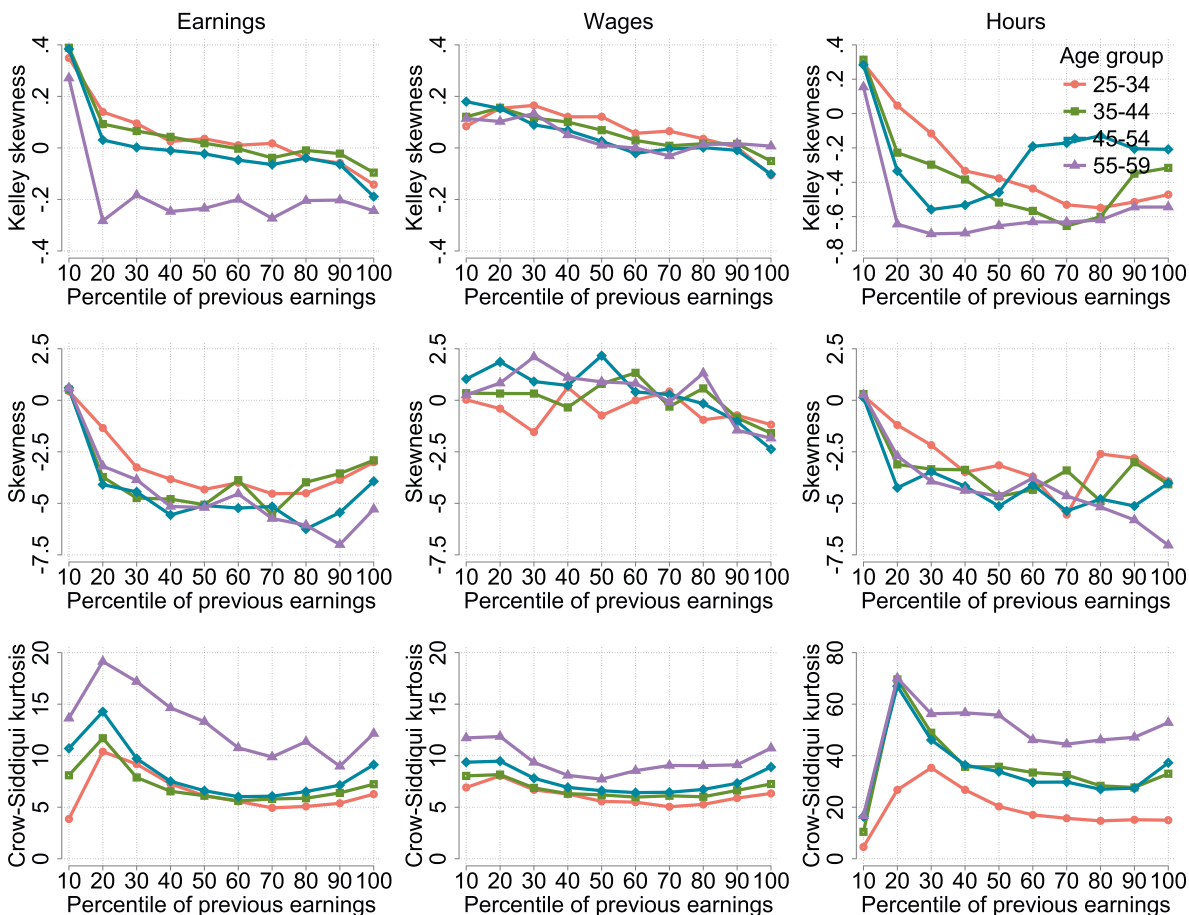 Earnings
Wages
Hours
Kelley skewness
.4
.2
0
-.2
-.4
10 20 30 40 50 60 70 80 90 100
Percentile of previous earnings
Kelley skewness
.4
.2
0
-.2
-.4
10 20 30 40 50 60 70 80 90 100
Percentile of previous earnings
Kelley skewness
.4
.2
0
-.2
-.4
-.6
-.8
10 20 30 40 50 60 70 80 90 100
Percentile of previous earnings
Age group
25-34
35-44
45-54
55-59
Skewness
2.5
0
-2.5
-5
-7.5
10 20 30 40 50 60 70 80 90 100
Percentile of previous earnings
Skewness
2.5
0
-2.5
-5
-7.5
10 20 30 40 50 60 70 80 90 100
Percentile of previous earnings
Skewness
2.5
0
-2.5
-5
-7.5
10 20 30 40 50 60 70 80 90 100
Percentile of previous earnings
Crow-Siddiqui kurtosis
20
15
10
5
0
10 20 30 40 50 60 70 80 90 100
Percentile of previous earnings
Crow-Siddiqui kurtosis
20
15
10
5
0
10 20 30 40 50 60 70 80 90 100
Percentile of previous earnings
Crow-Siddiqui kurtosis
80
60
40
20
0
10 20 30 40 50 60 70 80 90 100
Percentile of previous earnings